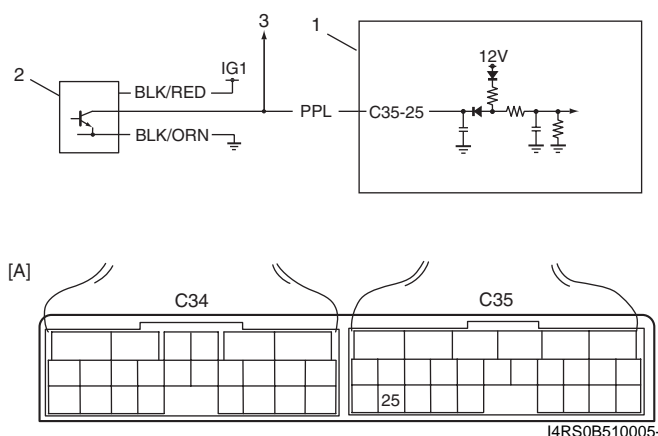 3
1
2
12V
IG1
BLK/RED
PPL
C35-25
BLK/ORN
[A]
C34
C35
25
I4RS0B510005-